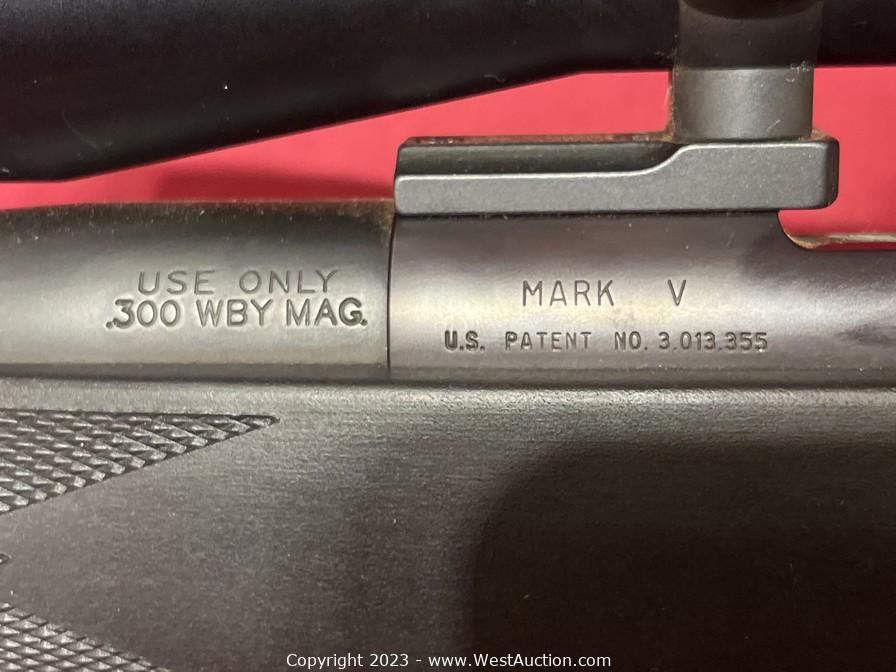 USE ONLY
.300 WBY MAG.
MARK V
U.S. PATENT NO. 3.013.355
Copyright 2023 - www.WestAuction.com